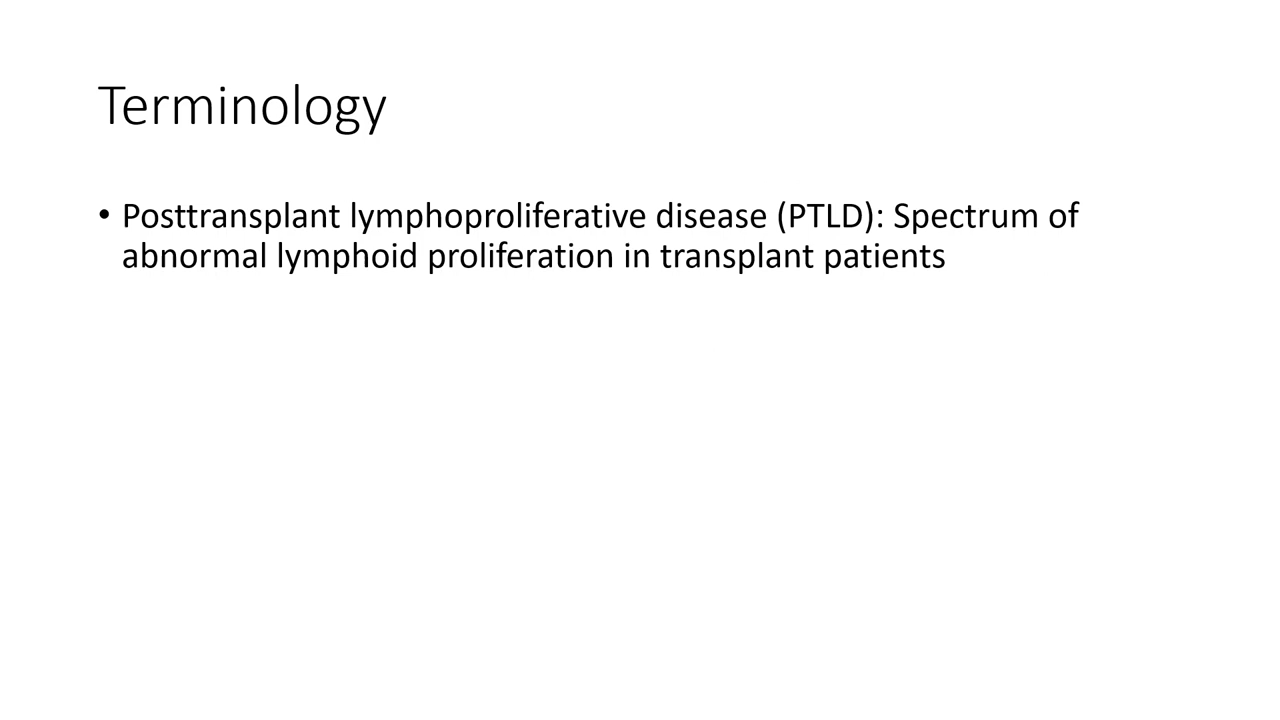 Terminology
• Posttransplant lymphoproliferative disease (PTLD): Spectrum of
abnormal lymphoid proliferation in transplant patients